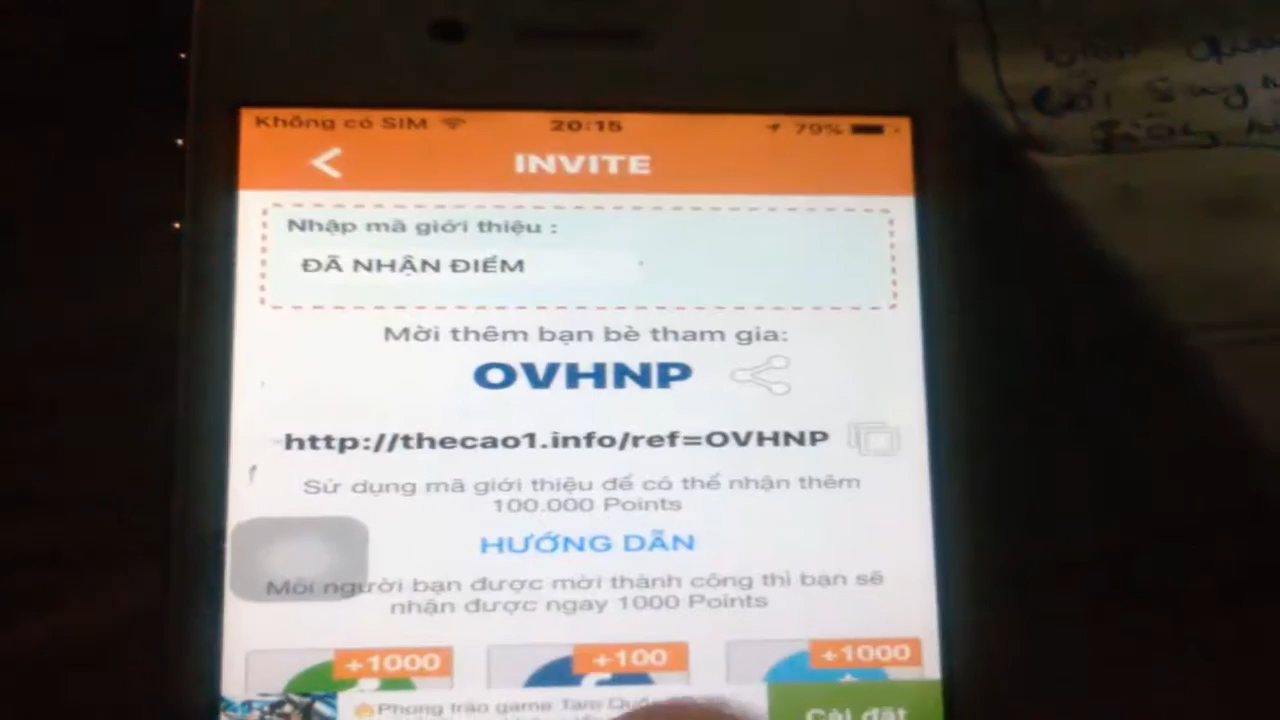 Không có SIM 20:15 79%
INVITE
Nhập mã giới thiệu :
ĐÃ NHẬN ĐIỂM
Mời thêm bạn bè tham gia:
OVHNP
http://thecao1.info/ref=OVHNP
Sử dụng mã giới thiệu để có thể nhận thêm
100.000 Points
HƯỚNG DẪN
Mỗi người bạn được mời thành công thì bạn sẽ
nhận được ngay 1000 Points
+1000 +100 +1000
Phong trào game Tam Quốc
Cài đặt